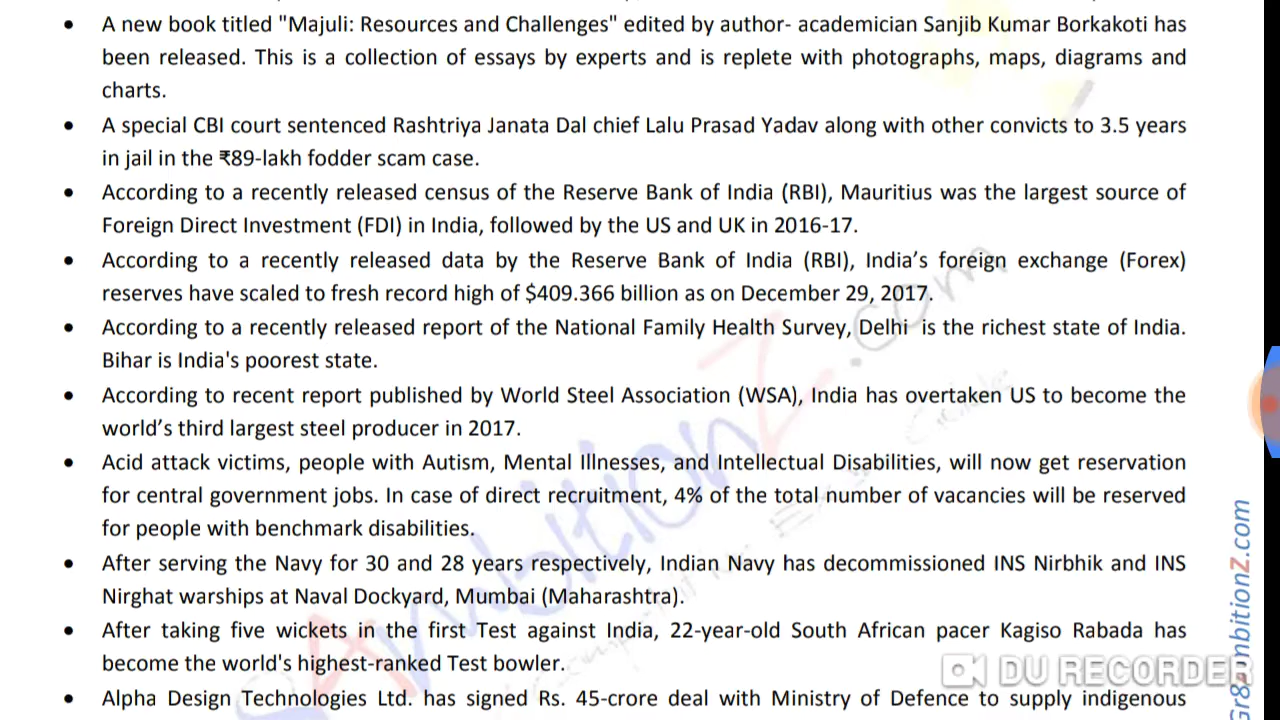 • A new book titled "Majuli: Resources and Challenges" edited by author- academician Sanjib Kumar Borkakoti has
been released. This is a collection of essays by experts and is replete with photographs, maps, diagrams and
charts.
• A special CBI court sentenced Rashtriya Janata Dal chief Lalu Prasad Yadav along with other convicts to 3.5 years
in jail in the ₹89-lakh fodder scam case.
• According to a recently released census of the Reserve Bank of India (RBI), Mauritius was the largest source of
Foreign Direct Investment (FDI) in India, followed by the US and UK in 2016-17.
• According to a recently released data by the Reserve Bank of India (RBI), India's foreign exchange (Forex)
reserves have scaled to fresh record high of $409.366 billion as on December 29, 2017.
• According to a recently released report of the National Family Health Survey, Delhi is the richest state of India.
Bihar is India's poorest state.
• According to recent report published by World Steel Association (WSA), India has overtaken US to become the
world's third largest steel producer in 2017.
• Acid attack victims, people with Autism, Mental Illnesses, and Intellectual Disabilities, will now get reservation
for central government jobs. In case of direct recruitment, 4% of the total number of vacancies will be reserved
for people with benchmark disabilities.
• After serving the Navy for 30 and 28 years respectively, Indian Navy has decommissioned INS Nirbhik and INS
Nirghat warships at Naval Dockyard, Mumbai (Maharashtra).
• After taking five wickets in the first Test against India, 22-year-old South African pacer Kagiso Rabada has
become the world's highest-ranked Test bowler.
• Alpha Design Technologies Ltd. has signed Rs. 45-crore deal with Ministry of Defence to supply indigenous
AmbitionZ.com
Gr8AmbitionZ.com
DU RECORDER